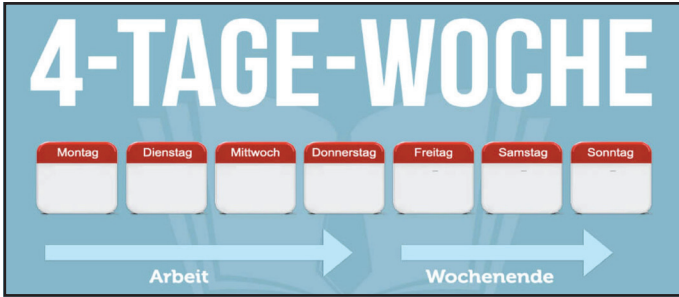 4-TAGE-WOCHE
Montag Dienstag Mittwoch Donnerstag Freitag Samstag Sonntag
Arbeit Wochenende